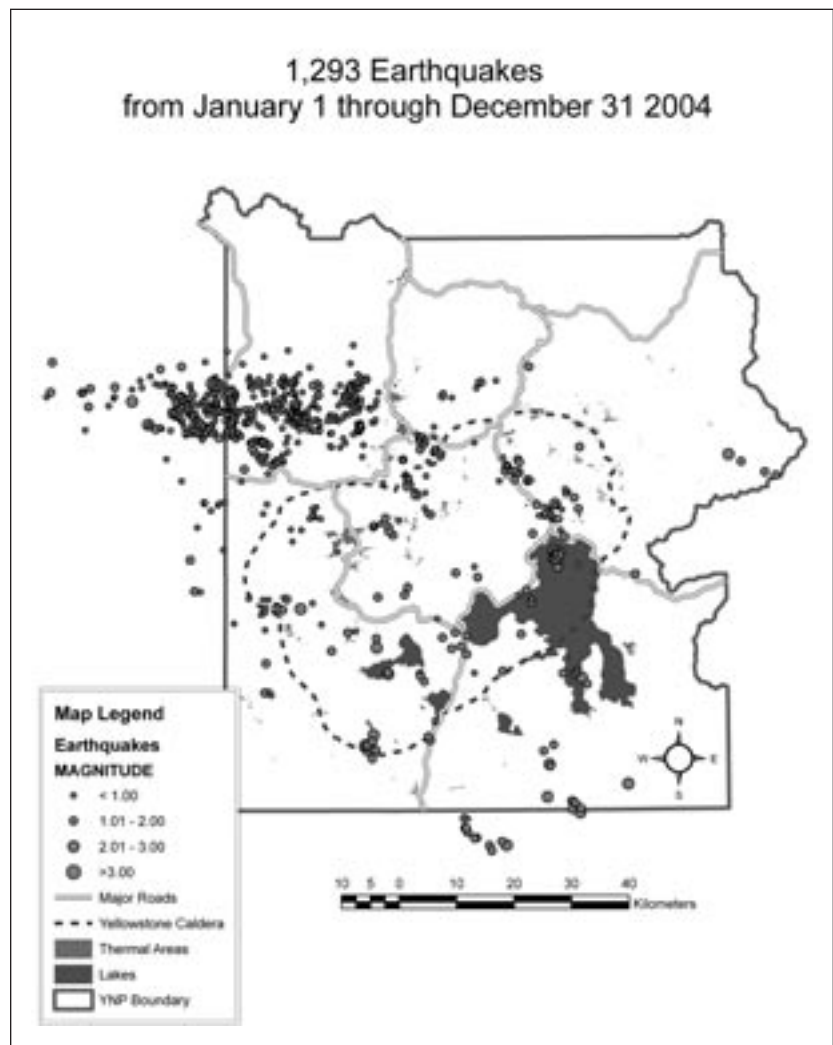 1,293 Earthquakes
from January 1 through December 31 2004
N
W E
S
Map Legend
Earthquakes
MAGNITUDE
< 1.00
1.01 - 2.00
2.01 - 3.00
>3.00
Major Roads
Yellowstone Caldera
Thermal Areas
Lakes
YNP Boundary
10 5 0 10 20 30 40
Kilometers